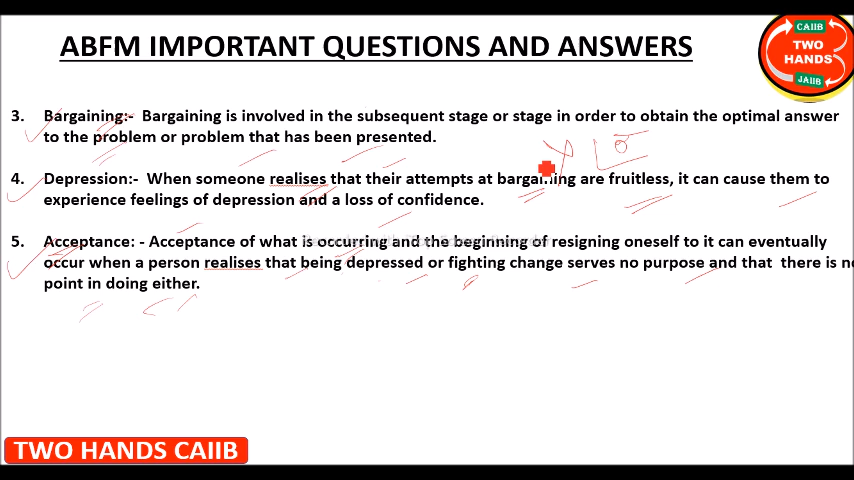 ABFM IMPORTANT QUESTIONS AND ANSWERS
CAIIB
TWO
HANDS
JAIIB
3. Bargaining:- Bargaining is involved in the subsequent stage or stage in order to obtain the optimal answer
to the problem or problem that has been presented.
4. Depression:- When someone realises that their attempts at bargaining are fruitless, it can cause them to
experience feelings of depression and a loss of confidence.
5. Acceptance: - Acceptance of what is occurring and the beginning of resigning oneself to it can eventually
occur when a person realises that being depressed or fighting change serves no purpose and that there is no
point in doing either.
TWO HANDS CAIIB